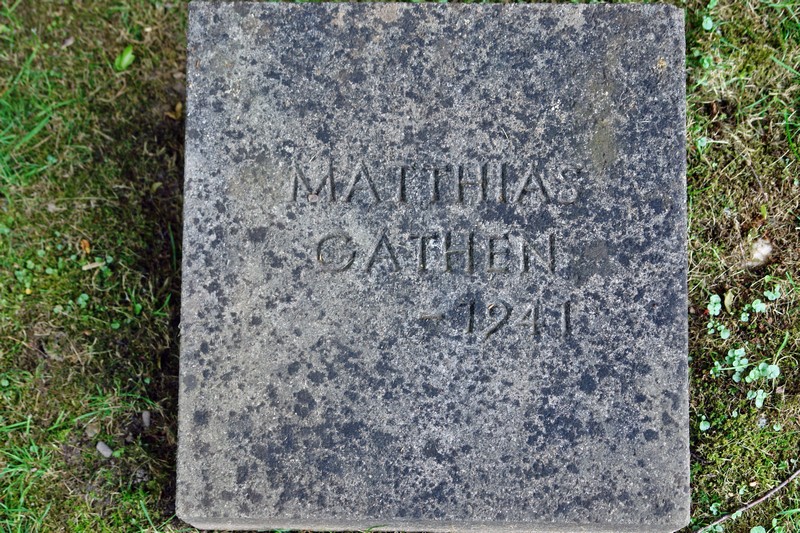 MATTHIAS
GATHEN
- 1941